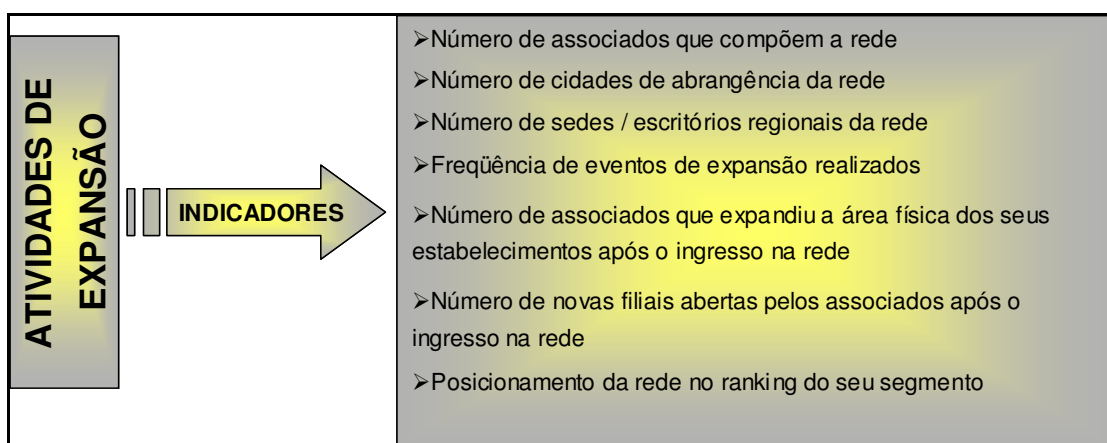 ATIVIDADES DE
EXPANSÃO
INDICADORES
➢Número de associados que compõem a rede
➢Número de cidades de abrangência da rede
➢Número de sedes / escritórios regionais da rede
➢Freqüência de eventos de expansão realizados
➢Número de associados que expandiu a área física dos seus
estabelecimentos após o ingresso na rede
➢Número de novas filiais abertas pelos associados após o
ingresso na rede
➢Posicionamento da rede no ranking do seu segmento